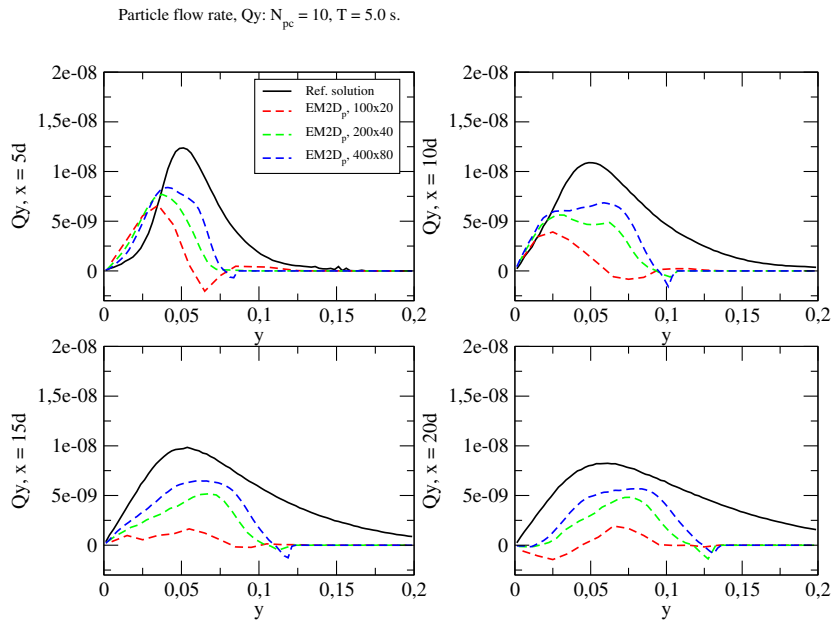 Particle flow rate, Qy: N_pc = 10, T = 5.0 s.
2e-08
1,5e-08
1e-08
5e-09
0
Qy, x = 5d
0
0,05
0,1
0,15
0,2
y
Ref. solution
EM2D_p, 100x20
EM2D_p, 200x40
EM2D_p, 400x80
2e-08
1,5e-08
1e-08
5e-09
0
Qy, x = 10d
0
0,05
0,1
0,15
0,2
y
2e-08
1,5e-08
1e-08
5e-09
0
Qy, x = 15d
0
0,05
0,1
0,15
0,2
y
2e-08
1,5e-08
1e-08
5e-09
0
Qy, x = 20d
0
0,05
0,1
0,15
0,2
y